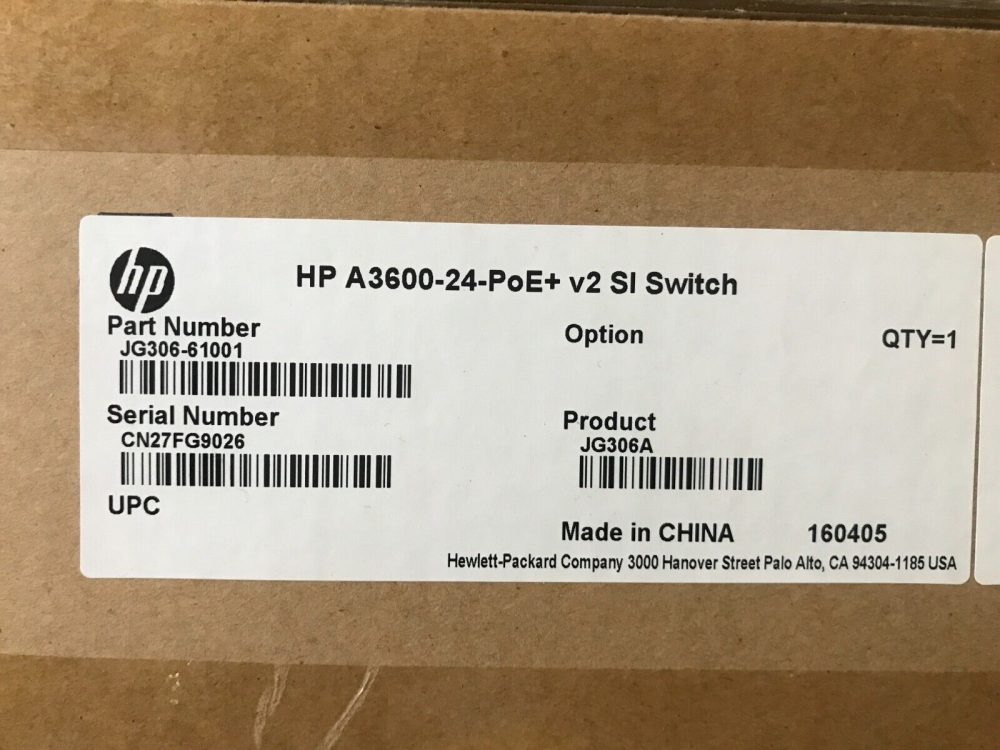 hp
HP A3600-24-PoE+ v2 SI Switch
Part Number
JG306-61001
Option
QTY=1
Serial Number
CN27FG9026
Product
JG306A
UPC
Made in CHINA 160405
Hewlett-Packard Company 3000 Hanover Street Palo Alto, CA 94304-1185 USA